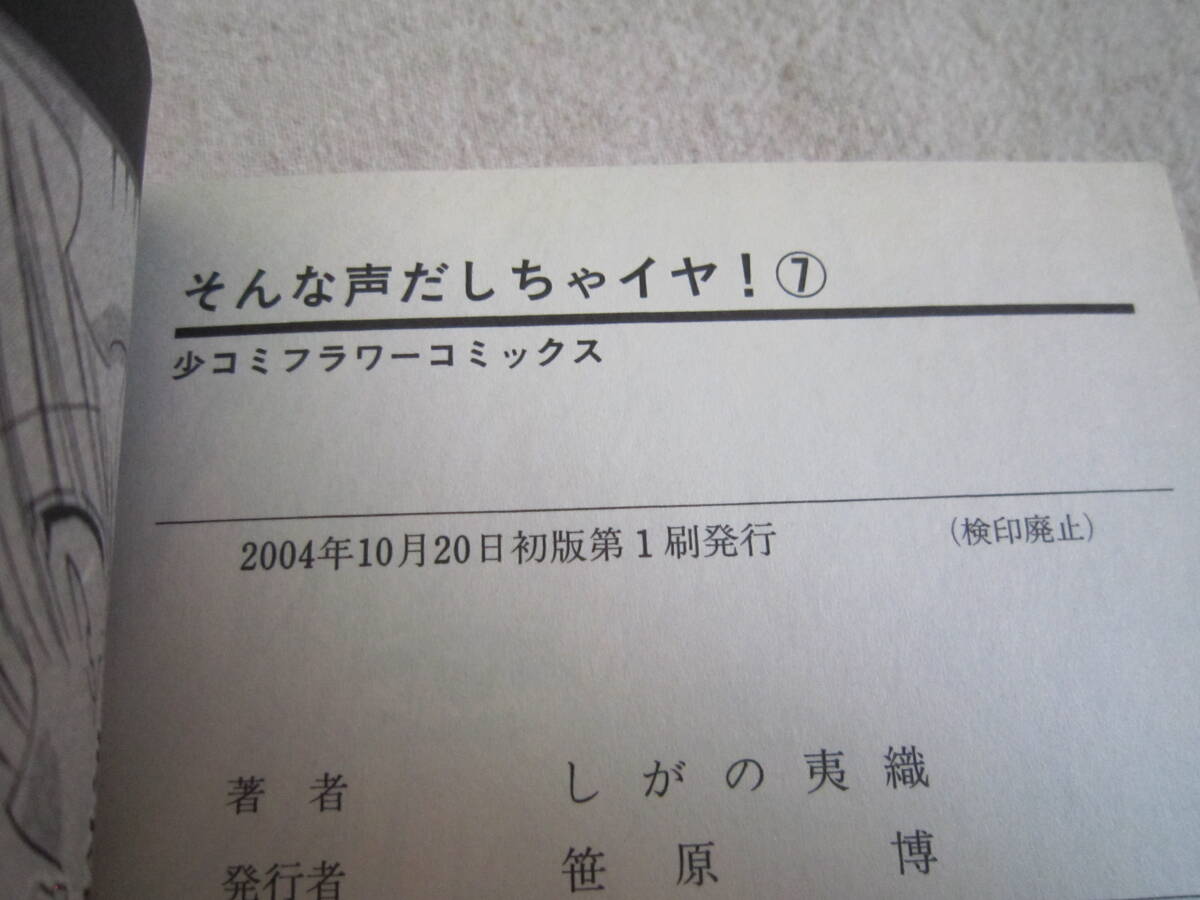 そんな声だしちゃイヤ！⑦
少コミフラワーコミックス
2004年10月20日初版第1刷発行 (検印廃止)
著者 しがの夷織
発行者 笹原博